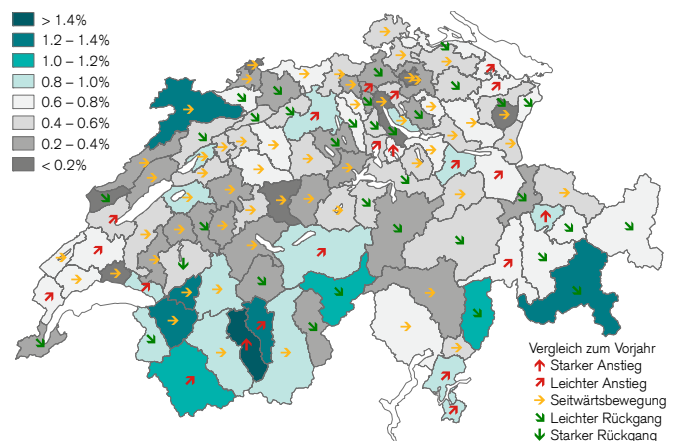 > 1.4%
1.2 – 1.4%
1.0 – 1.2%
0.8 – 1.0%
0.6 – 0.8%
0.4 – 0.6%
0.2 – 0.4%
< 0.2%
Vergleich zum Vorjahr
Starker Anstieg
Leichter Anstieg
Seitwärtsbewegung
Leichter Rückgang
Starker Rückgang